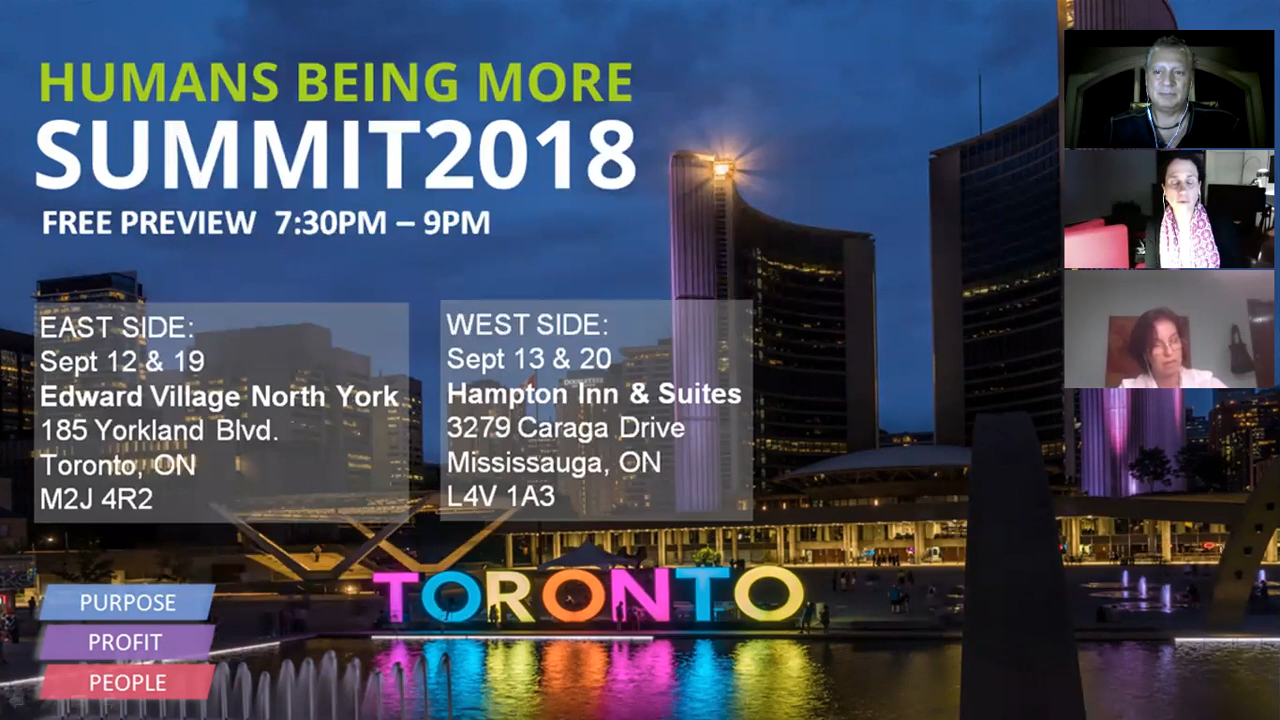 HUMANS BEING MORE
SUMMIT2018
FREE PREVIEW 7:30PM – 9PM
EAST SIDE:
Sept 12 & 19
Edward Village North York
185 Yorkland Blvd.
Toronto, ON
M2J 4R2
WEST SIDE:
Sept 13 & 20
Hampton Inn & Suites
3279 Caraga Drive
Mississauga, ON
L4V 1A3
TORONTO
PURPOSE
PROFIT
PEOPLE